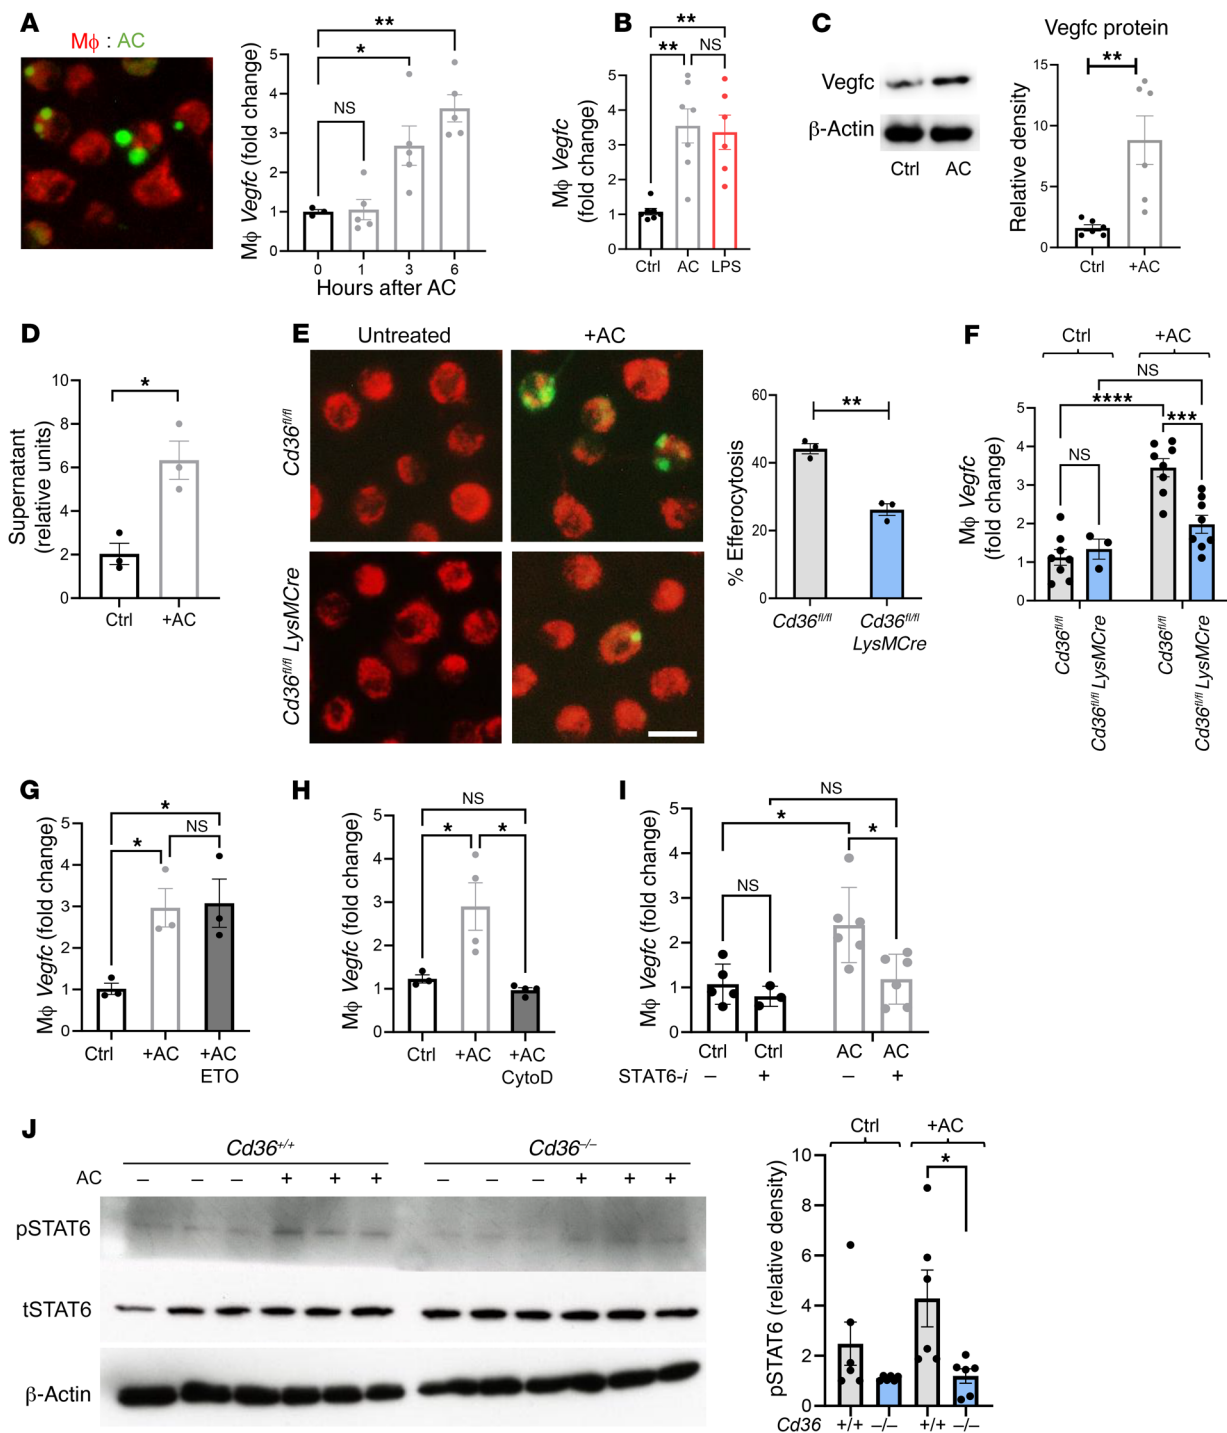 A
Mϕ : AC
Mϕ Vegfc (fold change)
5
4
3
2
1
0
NS
*
**
0 1 3 6
Hours after AC
B
Mϕ Vegfc
(fold change)
5
4
3
2
1
0
**
** NS
Ctrl AC LPS
C
Vegfc
β-Actin
Ctrl AC
Vegfc protein
Relative density
15
10
5
0
**
Ctrl +AC
D
Supernatant
(relative units)
10
8
6
4
2
0
*
Ctrl +AC
E
Untreated +AC
Cd36fl/fl
Cd36fl/fl LysMCre
% Efferocytosis
60
40
20
0
**
Cd36fl/fl Cd36fl/fl
LysMCre
F
Ctrl +AC
NS
****
***
NS
Mϕ Vegfc
(fold change)
5
4
3
2
1
0
Cd36fl/fl
Cd36fl/fl LysMCre
Cd36fl/fl
Cd36fl/fl LysMCre
G
Mϕ Vegfc (fold change)
5
4
3
2
1
0
*
* NS
Ctrl +AC +AC
ETO
H
Mϕ Vegfc (fold change)
5
4
3
2
1
0
NS
* *
Ctrl +AC +AC
CytoD
I
Mϕ Vegfc (fold change)
5
4
3
2
1
0
NS
*
*
NS
Ctrl Ctrl AC AC
STAT6-i – + – +
J
Cd36+/+ Cd36–/–
AC – – – + + + – – – + + +
pSTAT6
tSTAT6
β-Actin
Ctrl +AC
*
pSTAT6 (relative density)
10
8
6
4
2
0
Cd36 +/+ –/– +/+ –/–